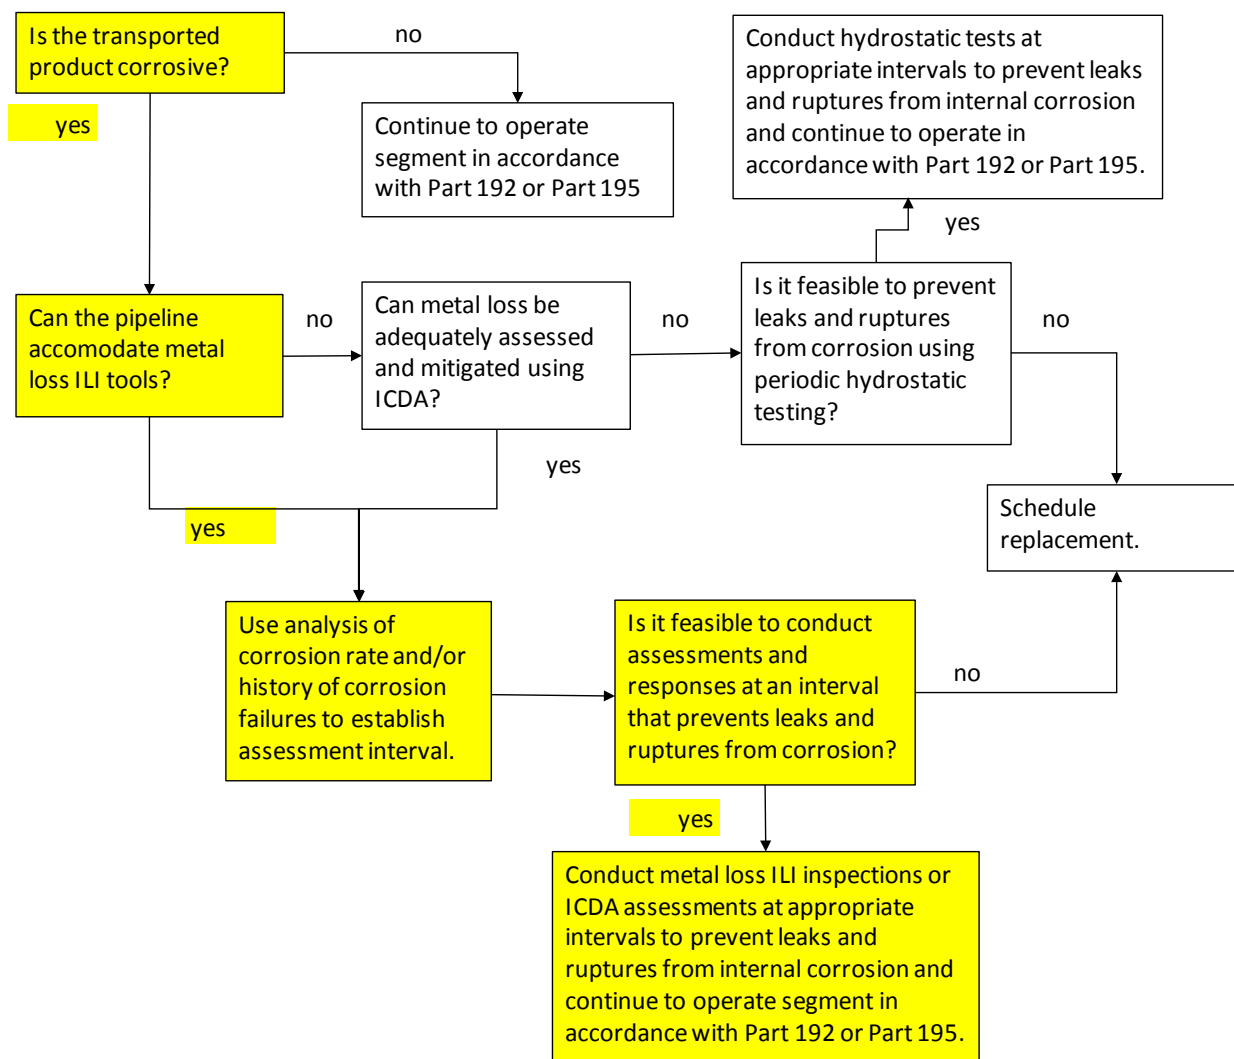 Is the transported
product corrosive?
no
yes
Continue to operate
segment in accordance
with Part 192 or Part 195
Conduct hydrostatic tests at
appropriate intervals to prevent leaks
and ruptures from internal corrosion
and continue to operate in
accordance with Part 192 or Part 195.
yes
Can the pipeline
accomodate metal
loss ILI tools?
no
Can metal loss be
adequately assessed
and mitigated using
ICDA?
no
Is it feasible to prevent
leaks and ruptures
from corrosion using
periodic hydrostatic
testing?
no
yes
yes
Schedule
replacement.
Use analysis of
corrosion rate and/or
history of corrosion
failures to establish
assessment interval.
Is it feasible to conduct
assessments and
responses at an interval
that prevents leaks and
ruptures from corrosion?
no
yes
Conduct metal loss ILI inspections or
ICDA assessments at appropriate
intervals to prevent leaks and
ruptures from internal corrosion and
continue to operate segment in
accordance with Part 192 or Part 195.